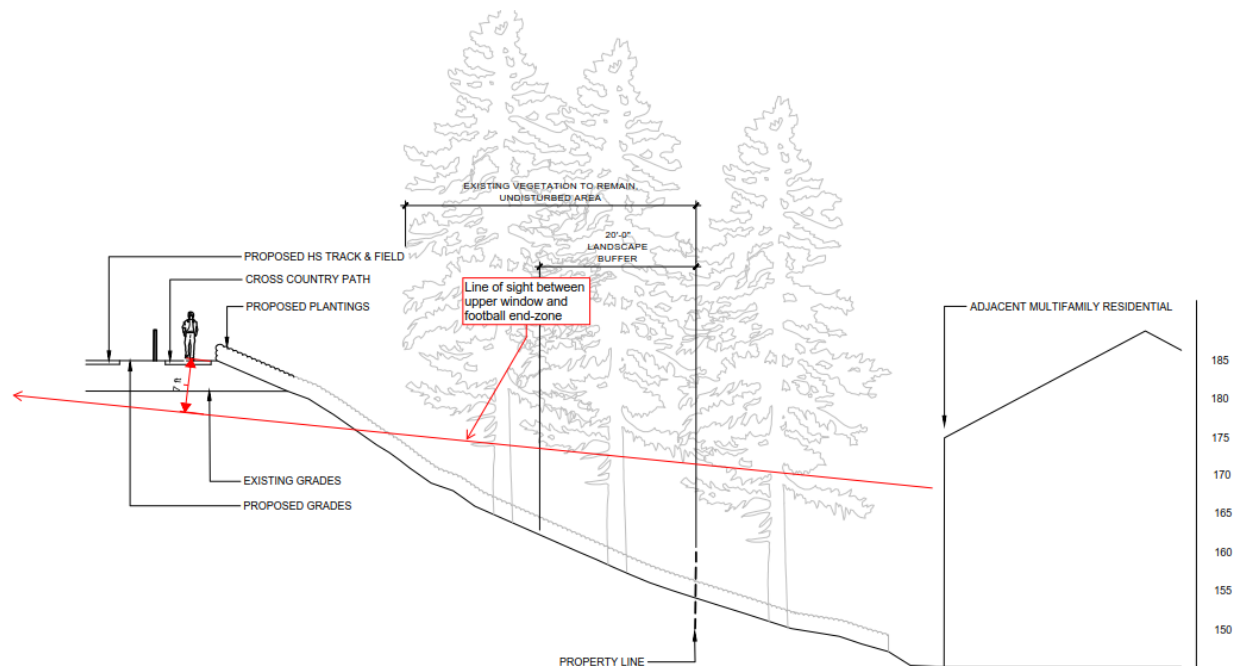 EXISTING VEGETATION TO REMAIN,
UNDISTURBED AREA
20'-0"
LANDSCAPE
BUFFER
PROPOSED HS TRACK & FIELD
CROSS COUNTRY PATH
PROPOSED PLANTINGS
Line of sight between
upper window and
football end-zone
ADJACENT MULTIFAMILY RESIDENTIAL
7 ft
EXISTING GRADES
PROPOSED GRADES
PROPERTY LINE
185
180
175
170
165
160
155
150